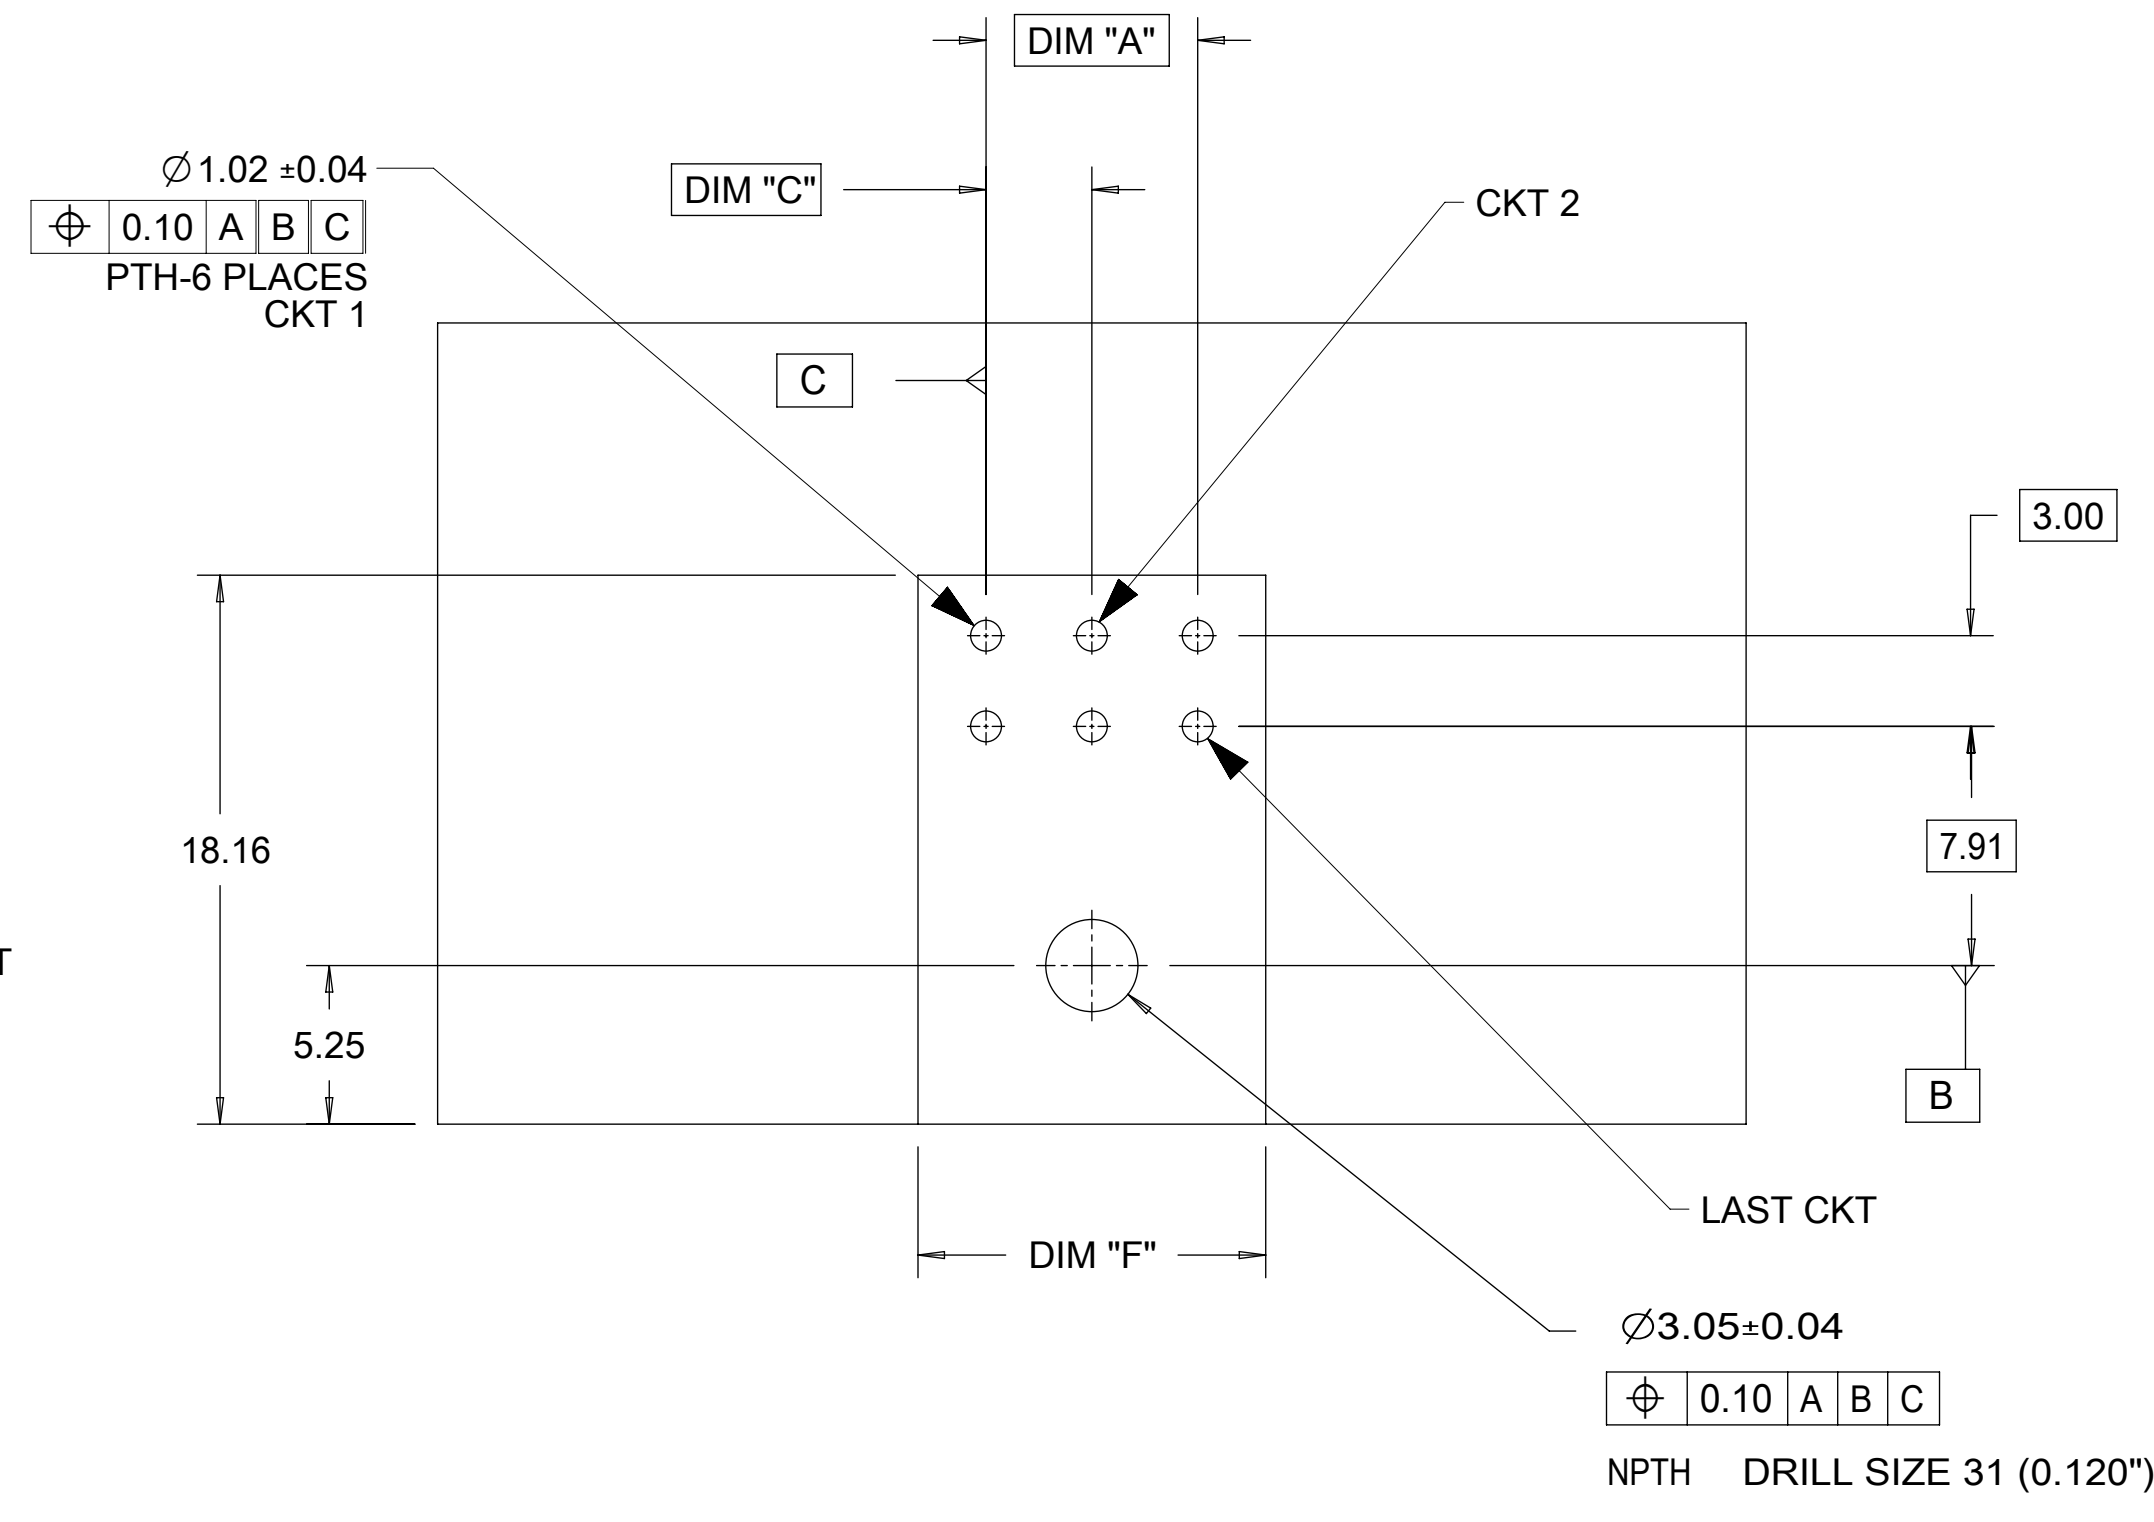 DIM "A"
∅1.02 ±0.04
⌖ 0.10 A B C
PTH-6 PLACES
CKT 1
DIM "C"
CKT 2
C
3.00
18.16
7.91
T
5.25
B
LAST CKT
DIM "F"
∅3.05±0.04
⌖ 0.10 A B C
NPTH DRILL SIZE 31 (0.120")